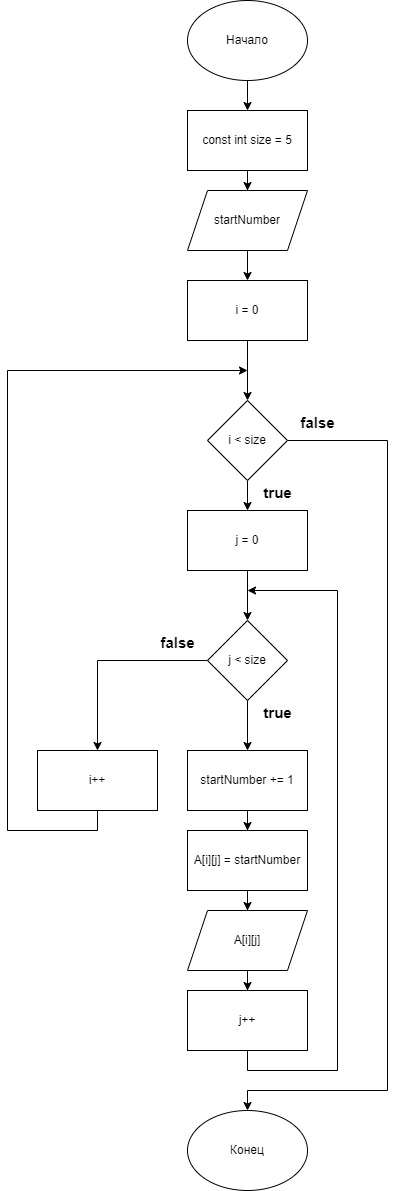 Начало
const int size = 5
startNumber
i = 0
i < size
false
true
j = 0
j < size
false
true
i++
startNumber += 1
A[i][j] = startNumber
A[i][j]
j++
Конец